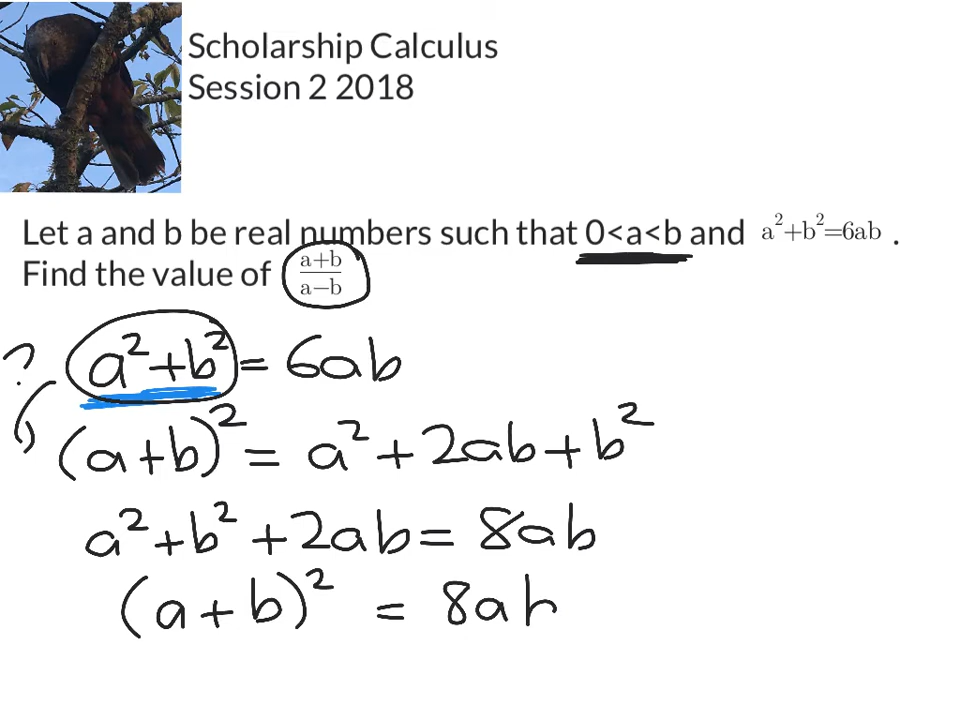 Scholarship Calculus
Session 2 2018
Let a and b be real numbers such that 0<a<b and a²+b²=6ab .
Find the value of (a+b)/(a−b)
? a²+b² = 6ab
(a+b)² = a²+2ab+b²
a²+b²+2ab = 8ab
(a+b)² = 8ab